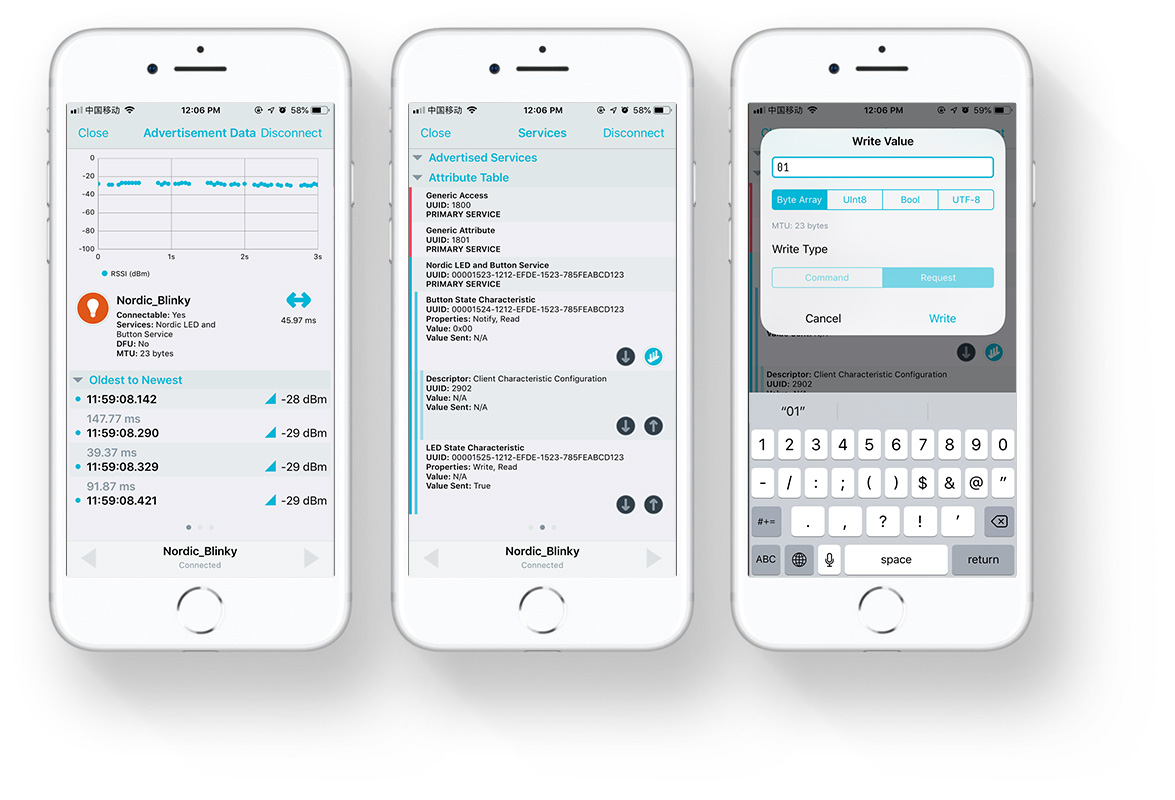 中国移动 12:06 PM 58%
Close Advertisement Data Disconnect
0
-20
-40
-60
-80
-100
0 1s 2s 3s
RSSI (dBm)
Nordic_Blinky
Connectable: Yes
Services: Nordic LED and
Button Service
DFU: No
MTU: 23 bytes
45.97 ms
Oldest to Newest
11:59:08.142 -28 dBm
147.77 ms
11:59:08.290 -29 dBm
39.37 ms
11:59:08.329 -29 dBm
91.87 ms
11:59:08.421 -29 dBm
Nordic_Blinky
Connected
中国移动 12:06 PM 58%
Close Services Disconnect
Advertised Services
Attribute Table
Generic Access
UUID: 1800
PRIMARY SERVICE
Generic Attribute
UUID: 1801
PRIMARY SERVICE
Nordic LED and Button Service
UUID: 00001523-1212-EFDE-1523-785FEABCD123
PRIMARY SERVICE
Button State Characteristic
UUID: 00001524-1212-EFDE-1523-785FEABCD123
Properties: Notify, Read
Value: 0x00
Value Sent: N/A
Descriptor: Client Characteristic Configuration
UUID: 2902
Value: N/A
Value Sent: N/A
LED State Characteristic
UUID: 00001525-1212-EFDE-1523-785FEABCD123
Properties: Write, Read
Value: N/A
Value Sent: True
Nordic_Blinky
Connected
中国移动 12:06 PM 59%
Write Value
01
Byte Array UInt8 Bool UTF-8
MTU: 23 bytes
Write Type
Command Request
Cancel Write
Descriptor: Client Characteristic Configuration
UUID: 2902
“01”
1 2 3 4 5 6 7 8 9 0
- / : ; ( ) $ & @ ”
#+= . , ? ! ’
ABC space return